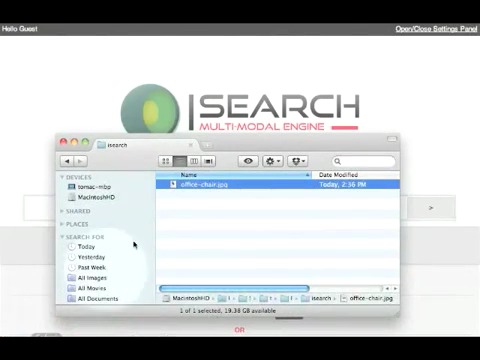 Hello Guest
Open/Close Settings Panel
ISEARCH
MULTI-MODAL ENGINE
isearch
Name
Date Modified
office-chair.jpg
Today, 2:36 PM
DEVICES
tomac-mbp
MacintoshHD
SHARED
PLACES
SEARCH FOR
Today
Yesterday
Past Week
All Images
All Movies
All Documents
MacintoshHD
isearch
office-chair.jpg
1 of 1 selected, 19.38 GB available
>
OR